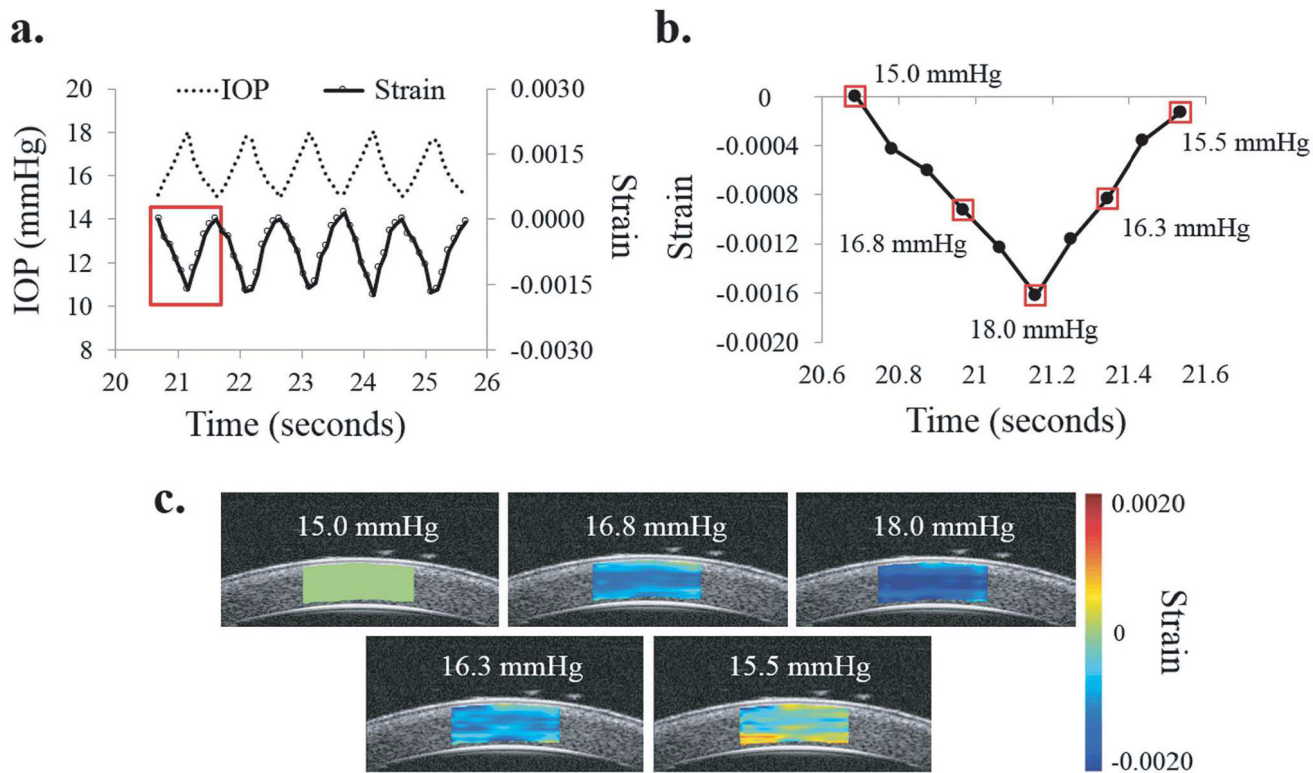 a.
IOP
Strain
20
18
16
14
12
10
8
IOP (mmHg)
0.0030
0.0015
0.0000
-0.0015
-0.0030
Strain
20 21 22 23 24 25 26
Time (seconds)
b.
0
-0.0004
-0.0008
-0.0012
-0.0016
-0.0020
Strain
15.0 mmHg
16.8 mmHg
18.0 mmHg
16.3 mmHg
15.5 mmHg
20.6 20.8 21 21.2 21.4 21.6
Time (seconds)
c.
15.0 mmHg
16.8 mmHg
18.0 mmHg
16.3 mmHg
15.5 mmHg
0.0020
0
-0.0020
Strain